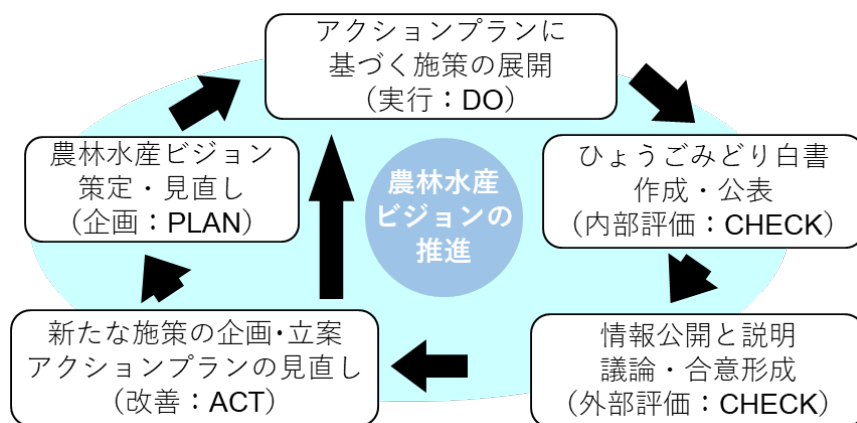 アクションプランに
基づく施策の展開
（実行：DO）
農林水産ビジョン
策定・見直し
（企画：PLAN）
農林水産
ビジョンの
推進
ひょうごみどり白書
作成・公表
（内部評価：CHECK）
新たな施策の企画･立案
アクションプランの見直し
（改善：ACT）
情報公開と説明
議論・合意形成
（外部評価：CHECK）